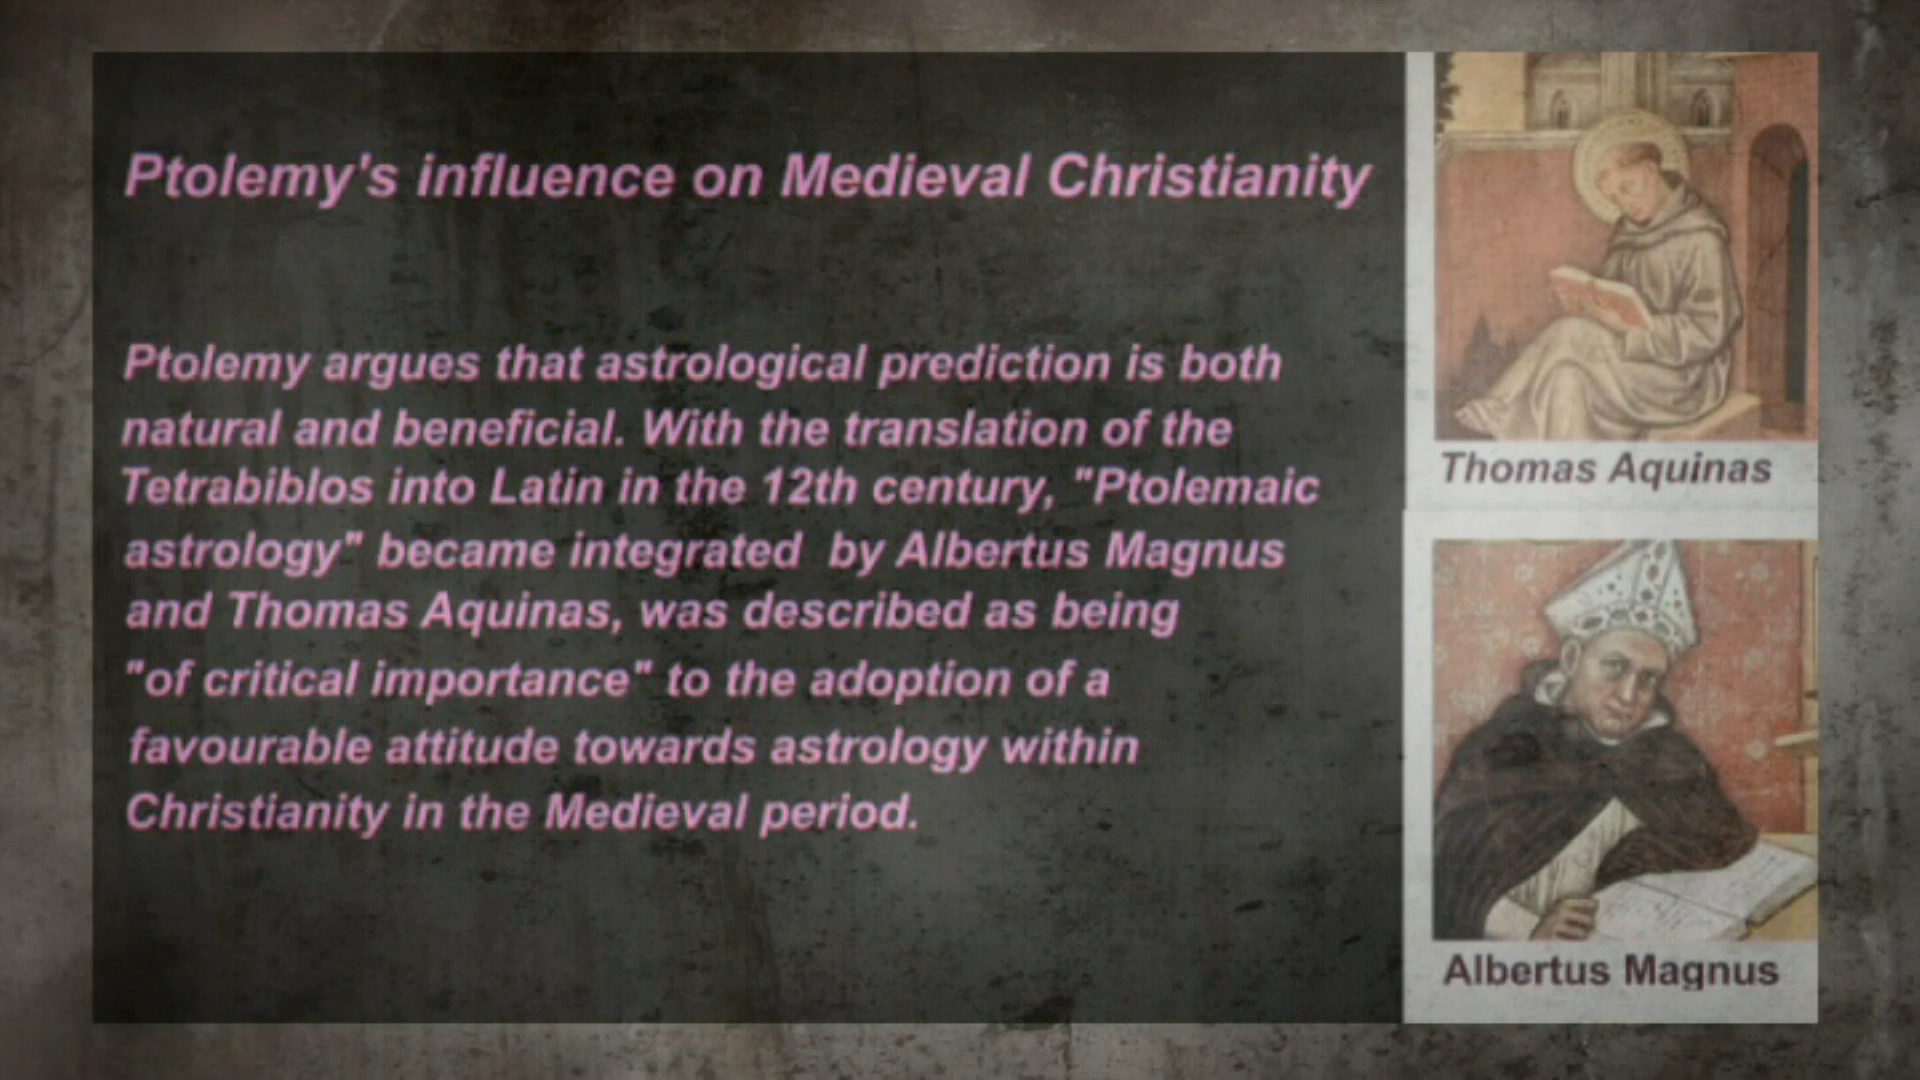 Ptolemy's influence on Medieval Christianity
Ptolemy argues that astrological prediction is both
natural and beneficial. With the translation of the
Tetrabiblos into Latin in the 12th century, "Ptolemaic
astrology" became integrated by Albertus Magnus
and Thomas Aquinas, was described as being
"of critical importance" to the adoption of a
favourable attitude towards astrology within
Christianity in the Medieval period.
Thomas Aquinas
Albertus Magnus